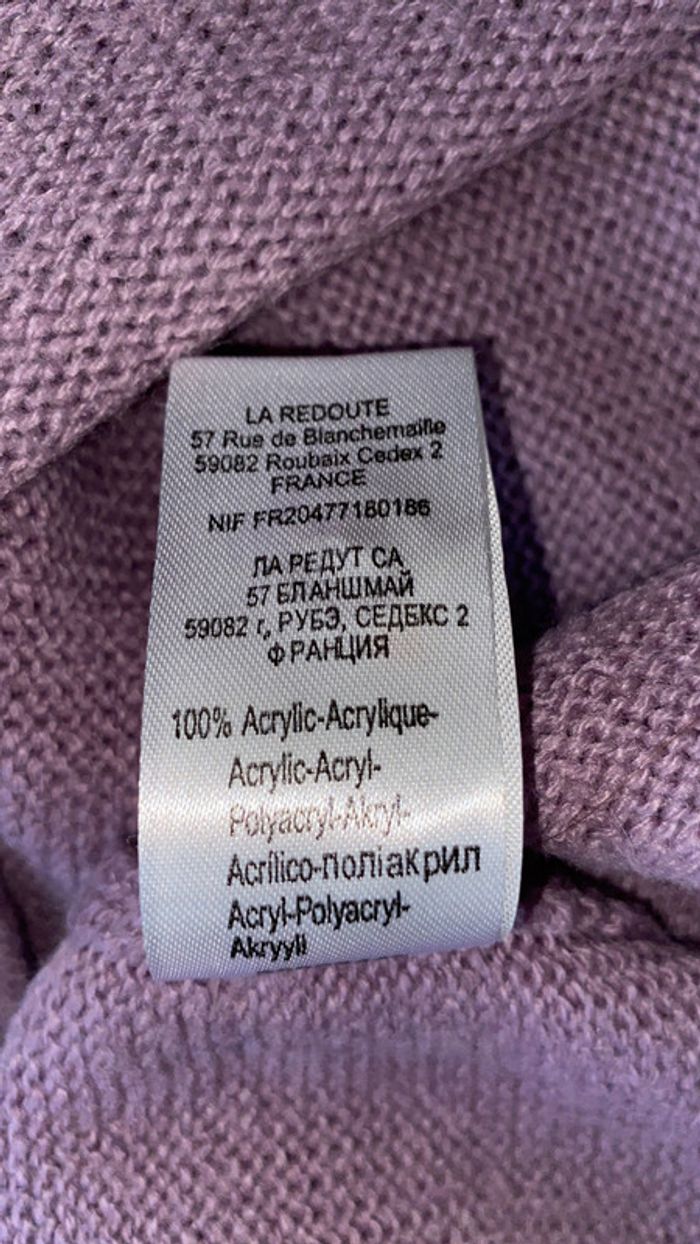 LA REDOUTE
57 Rue de Blanchemaille
59082 Roubaix Cedex 2
FRANCE
NIF FR20477180186
ЛА РЕДУТ СА,
57 БЛАНШМАЙ
59082 г, РУБЭ, СЕДЕКС 2
ФРАНЦИЯ
100% Acrylic-Acrylique-
Acrylic-Acryl-
Polyacryl-Akryl-
Acrílico-поліакрил
Acryl-Polyacryl-
Akryyli